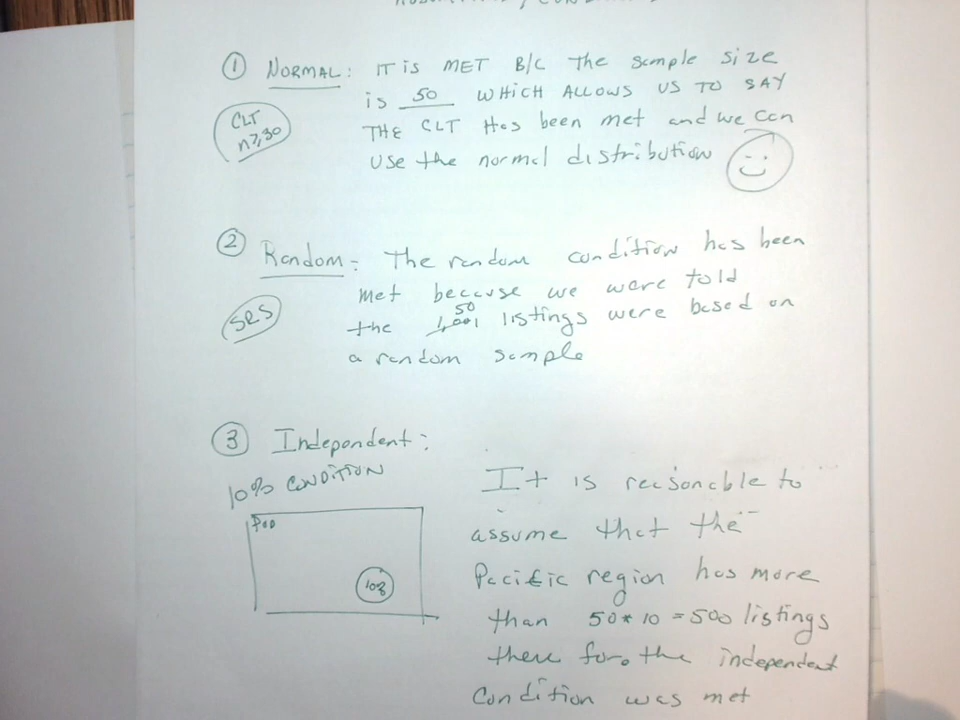 ① NORMAL: IT is MET B/C The sample size
is 50 WHICH ALLOWS US TO SAY
CLT
n≥30
THE CLT Has been met and we can
use the normal distribution
② Random - The random condition has been
met because we were told
SRS
50
the 1,001 listings were based on
a random sample
③ Independent:
10% CONDITION
Pop
10%
It is reasonable to
assume that the
Pacific region has more
than 50*10=500 listings
there for. the independent
Condition was met